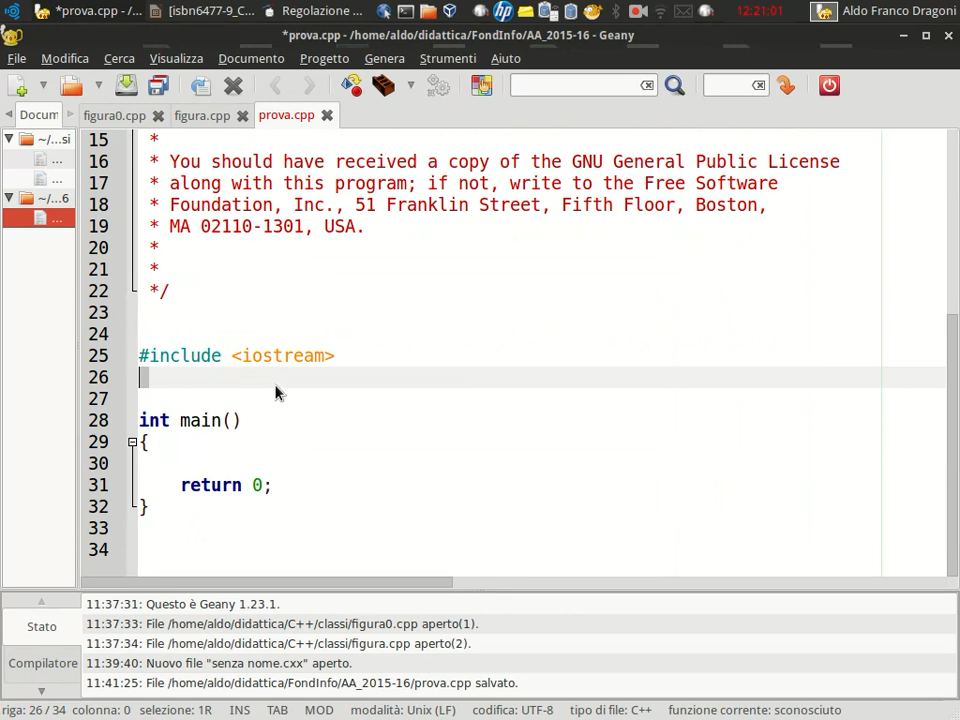 *prova.cpp - /...
[isbn6477-9_C...
Regolazione ...
12:21:01
Aldo Franco Dragoni
*prova.cpp - /home/aldo/didattica/FondInfo/AA_2015-16 - Geany
File Modifica Cerca Visualizza Documento Progetto Genera Strumenti Aiuto
Docum figura0.cpp figura.cpp prova.cpp
~/...si
...
...
~/...6
...
15 *
16 * You should have received a copy of the GNU General Public License
17 * along with this program; if not, write to the Free Software
18 * Foundation, Inc., 51 Franklin Street, Fifth Floor, Boston,
19 * MA 02110-1301, USA.
20 *
21 *
22 */
23
24
25 #include <iostream>
26
27
28 int main()
29 {
30
31 return 0;
32 }
33
34
Stato
Compilatore
11:37:31: Questo è Geany 1.23.1.
11:37:33: File /home/aldo/didattica/C++/classi/figura0.cpp aperto(1).
11:37:34: File /home/aldo/didattica/C++/classi/figura.cpp aperto(2).
11:39:40: Nuovo file "senza nome.cxx" aperto.
11:41:25: File /home/aldo/didattica/FondInfo/AA_2015-16/prova.cpp salvato.
riga: 26 / 34 colonna: 0 selezione: 1R INS TAB MOD modalità: Unix (LF) codifica: UTF-8 tipo di file: C++ funzione corrente: sconosciuto